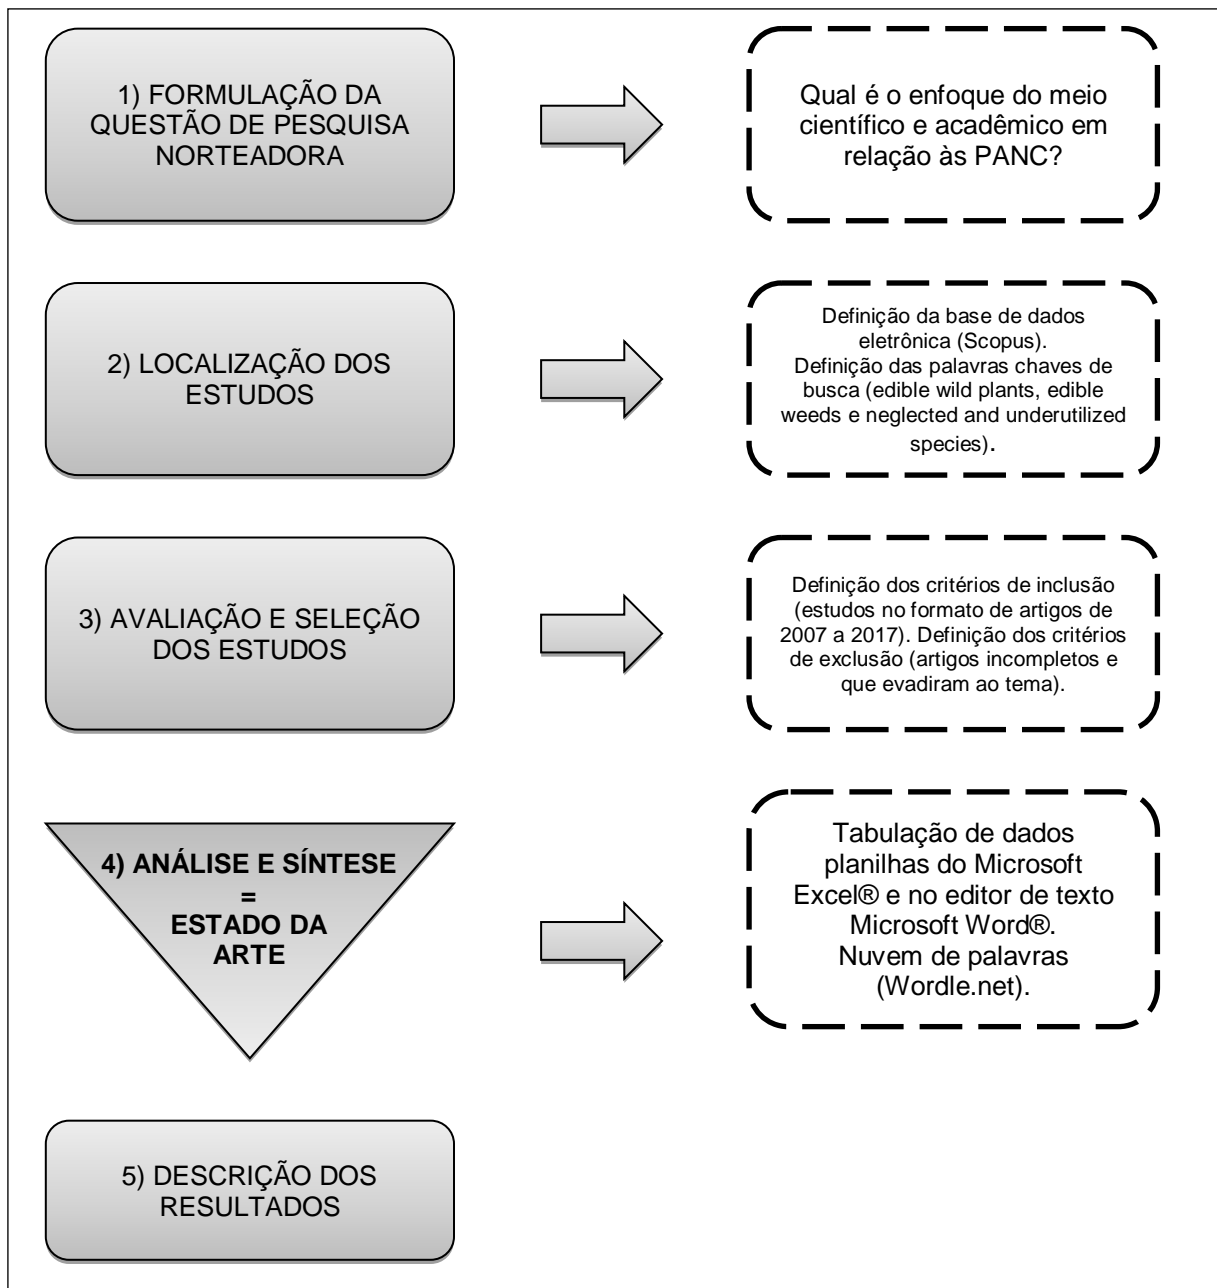 1) FORMULAÇÃO DA
QUESTÃO DE PESQUISA
NORTEADORA
Qual é o enfoque do meio
científico e acadêmico em
relação às PANC?
2) LOCALIZAÇÃO DOS
ESTUDOS
Definição da base de dados
eletrônica (Scopus).
Definição das palavras chaves de
busca (edible wild plants, edible
weeds e neglected and underutilized
species).
3) AVALIAÇÃO E SELEÇÃO
DOS ESTUDOS
Definição dos critérios de inclusão
(estudos no formato de artigos de
2007 a 2017). Definição dos critérios
de exclusão (artigos incompletos e
que evadiram ao tema).
4) ANÁLISE E SÍNTESE
=
ESTADO DA
ARTE
Tabulação de dados
planilhas do Microsoft
Excel® e no editor de texto
Microsoft Word®.
Nuvem de palavras
(Wordle.net).
5) DESCRIÇÃO DOS
RESULTADOS